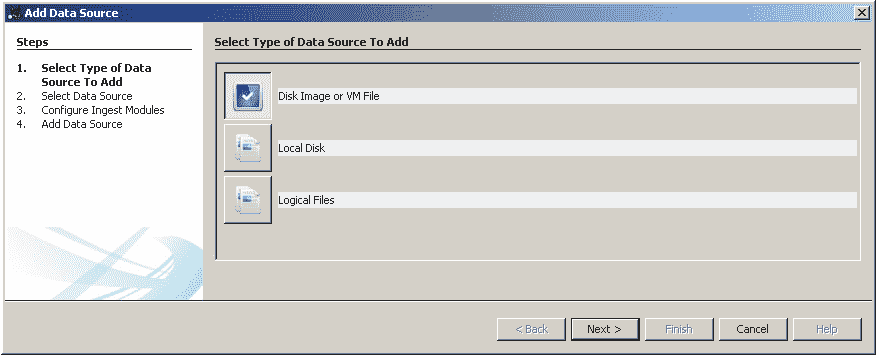 Add Data Source
Steps
1. Select Type of Data
Source To Add
2. Select Data Source
3. Configure Ingest Modules
4. Add Data Source
Select Type of Data Source To Add
Disk Image or VM File
Local Disk
Logical Files
< Back Next > Finish Cancel Help